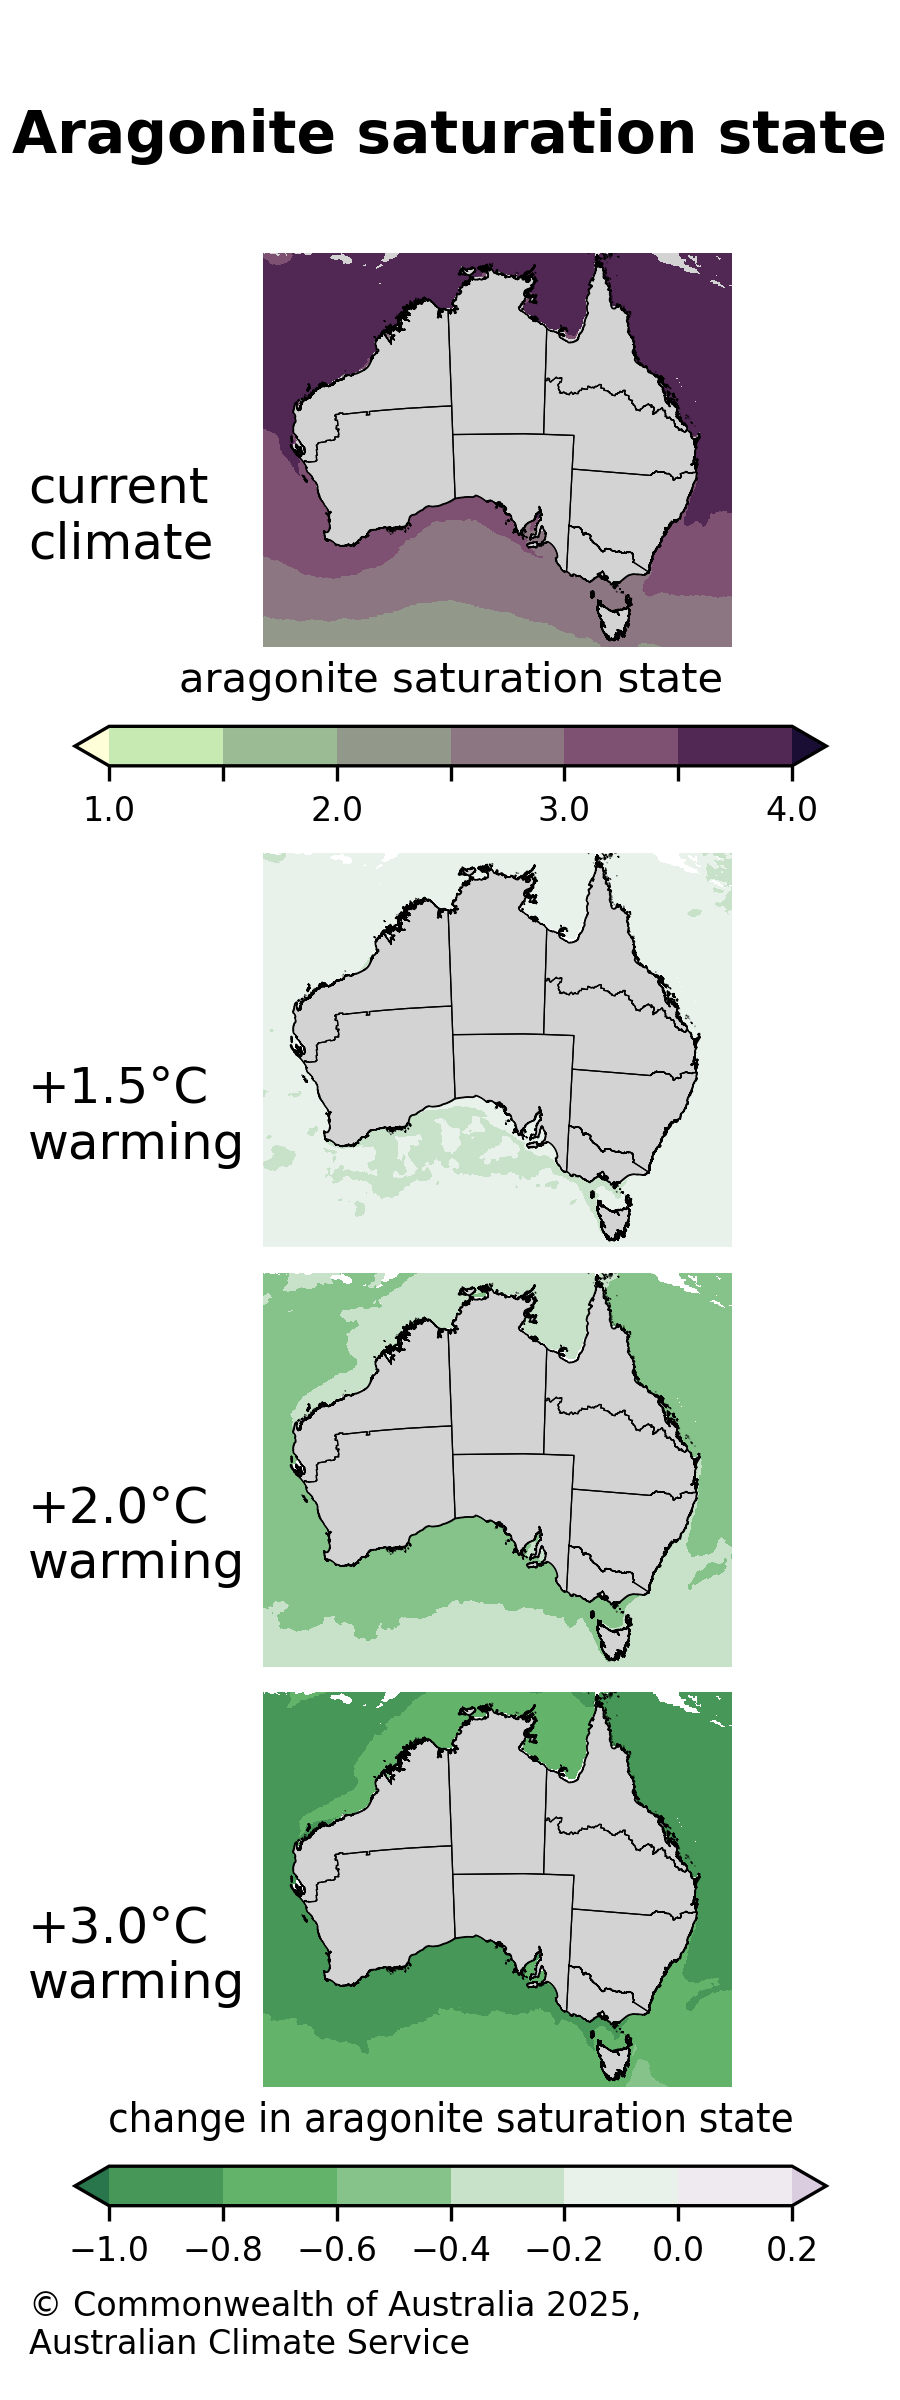 Aragonite saturation state
current
climate
aragonite saturation state
1.0 2.0 3.0 4.0
+1.5°C
warming
+2.0°C
warming
+3.0°C
warming
change in aragonite saturation state
−1.0 −0.8 −0.6 −0.4 −0.2 0.0 0.2
© Commonwealth of Australia 2025,
Australian Climate Service